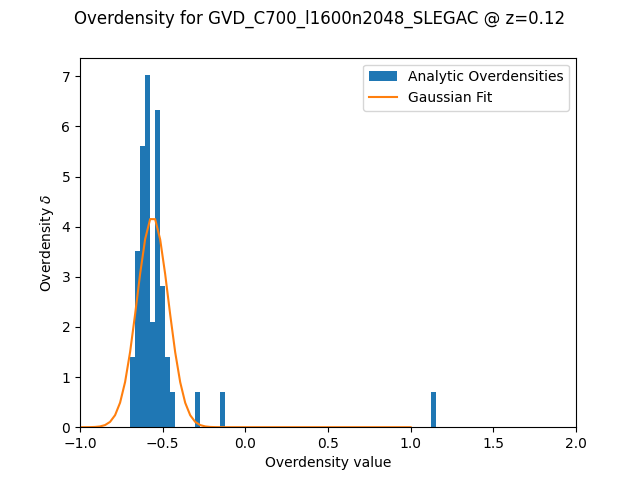 Overdensity for GVD_C700_l1600n2048_SLEGAC @ z=0.12
Analytic Overdensities
Gaussian Fit
Overdensity δ
7
6
5
4
3
2
1
0
−1.0 −0.5 0.0 0.5 1.0 1.5 2.0
Overdensity value